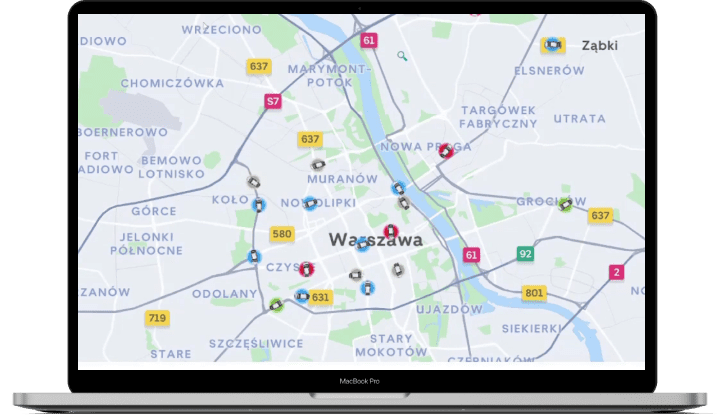 WRZECIONO
61
DIOWO
Ząbki
637
MARYMONT-
POTOK
ELSNERÓW
CHOMICZÓWKA
S7
TARGÓWEK
FABRYCZNY
UTRATA
BOERNEROWO
637
NOWA PRAGA
FORT
ADIOWO
BEMOWO
LOTNISKO
MURANÓW
KOŁO
NOWOLIPKI
GROCHÓW
637
GÓRCE
580
Warszawa
JELONKI
PÓŁNOCNE
61
92
2
CZYSTE
ZANÓW
ODOLANY
631
801
NO
UJAZDÓW
719
SIEKIERKI
SZCZĘŚLIWICE
STARY
MOKOTÓW
STARE
CZERNIAKÓW
MacBook Pro